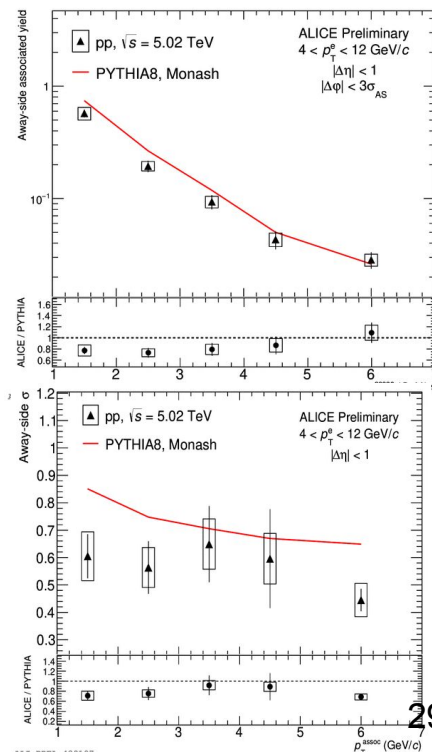 Away-side associated yield
pp, √s = 5.02 TeV
PYTHIA8, Monash
ALICE Preliminary
4 < p_T^e < 12 GeV/c
|Δη| < 1
|Δφ| < 3σ_AS
1
10⁻¹
ALICE / PYTHIA
1.6
1.4
1.2
1.0
0.8
0.6
1 2 3 4 5 6
Away-side σ
1.2
1.1
1
0.9
0.8
0.7
0.6
0.5
0.4
0.3
pp, √s = 5.02 TeV
PYTHIA8, Monash
ALICE Preliminary
4 < p_T^e < 12 GeV/c
|Δη| < 1
ALICE / PYTHIA
1.4
1.2
1.0
0.8
0.6
0.4
0.2
1 2 3 4 5 6 7
p_T^assoc (GeV/c)
29